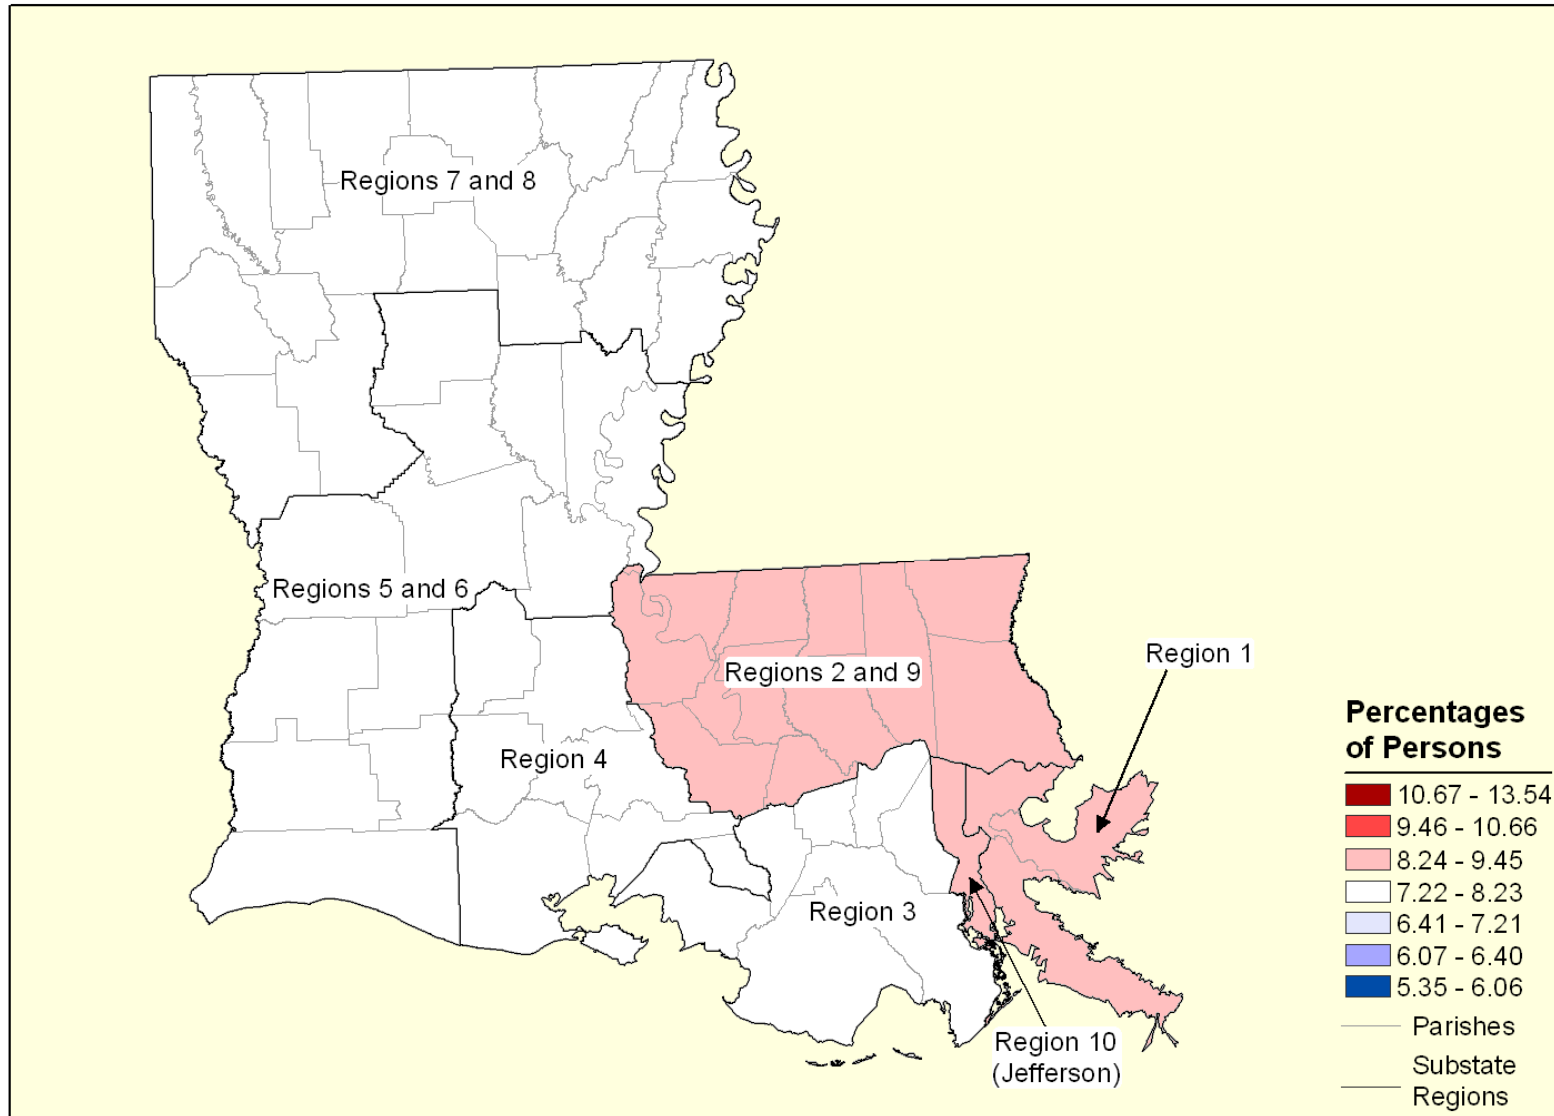 Regions 7 and 8
Regions 5 and 6
Region 1
Regions 2 and 9
Region 4
Region 3
Region 10
(Jefferson)
Percentages
of Persons
10.67 - 13.54
9.46 - 10.66
8.24 - 9.45
7.22 - 8.23
6.41 - 7.21
6.07 - 6.40
5.35 - 6.06
Parishes
Substate
Regions